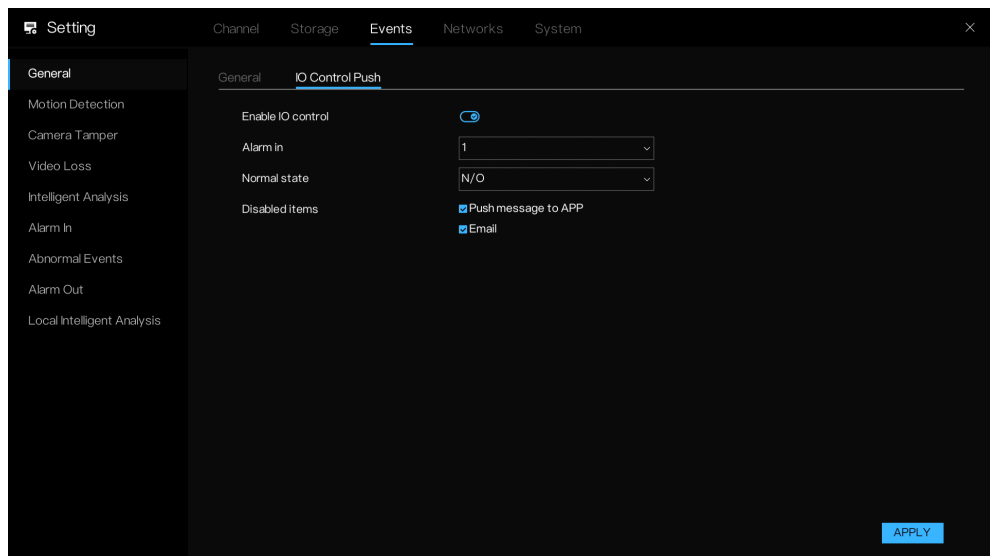 Setting
Channel Storage Events Networks System
General
Motion Detection
Camera Tamper
Video Loss
Intelligent Analysis
Alarm In
Abnormal Events
Alarm Out
Local Intelligent Analysis
General IO Control Push
Enable IO control
Alarm in 1
Normal state N/O
Disabled items Push message to APP
Email
APPLY